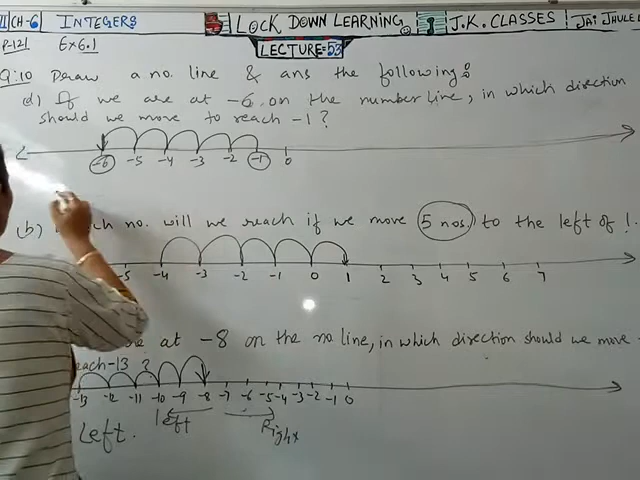 CH-6 INTEGERS LOCK DOWN LEARNING J.K. CLASSES JAI JHULE
P-121 Ex 6.1 LECTURE=53
Q:10 Draw a no. line & ans the following:
d) If we are at -6 on the number line, in which direction
should we move to reach -1?
-6 -5 -4 -3 -2 -1 0
(b) no. will we reach if we move 5 nos. to the left of 1.
-5 -4 -3 -2 -1 0 1 2 3 4 5 6 7
at -8 on the no line, in which direction should we move
reach -13 ?
-13 -12 -11 -10 -9 -8 -7 -6 -5 -4 -3 -2 -1 0
Left. left Right